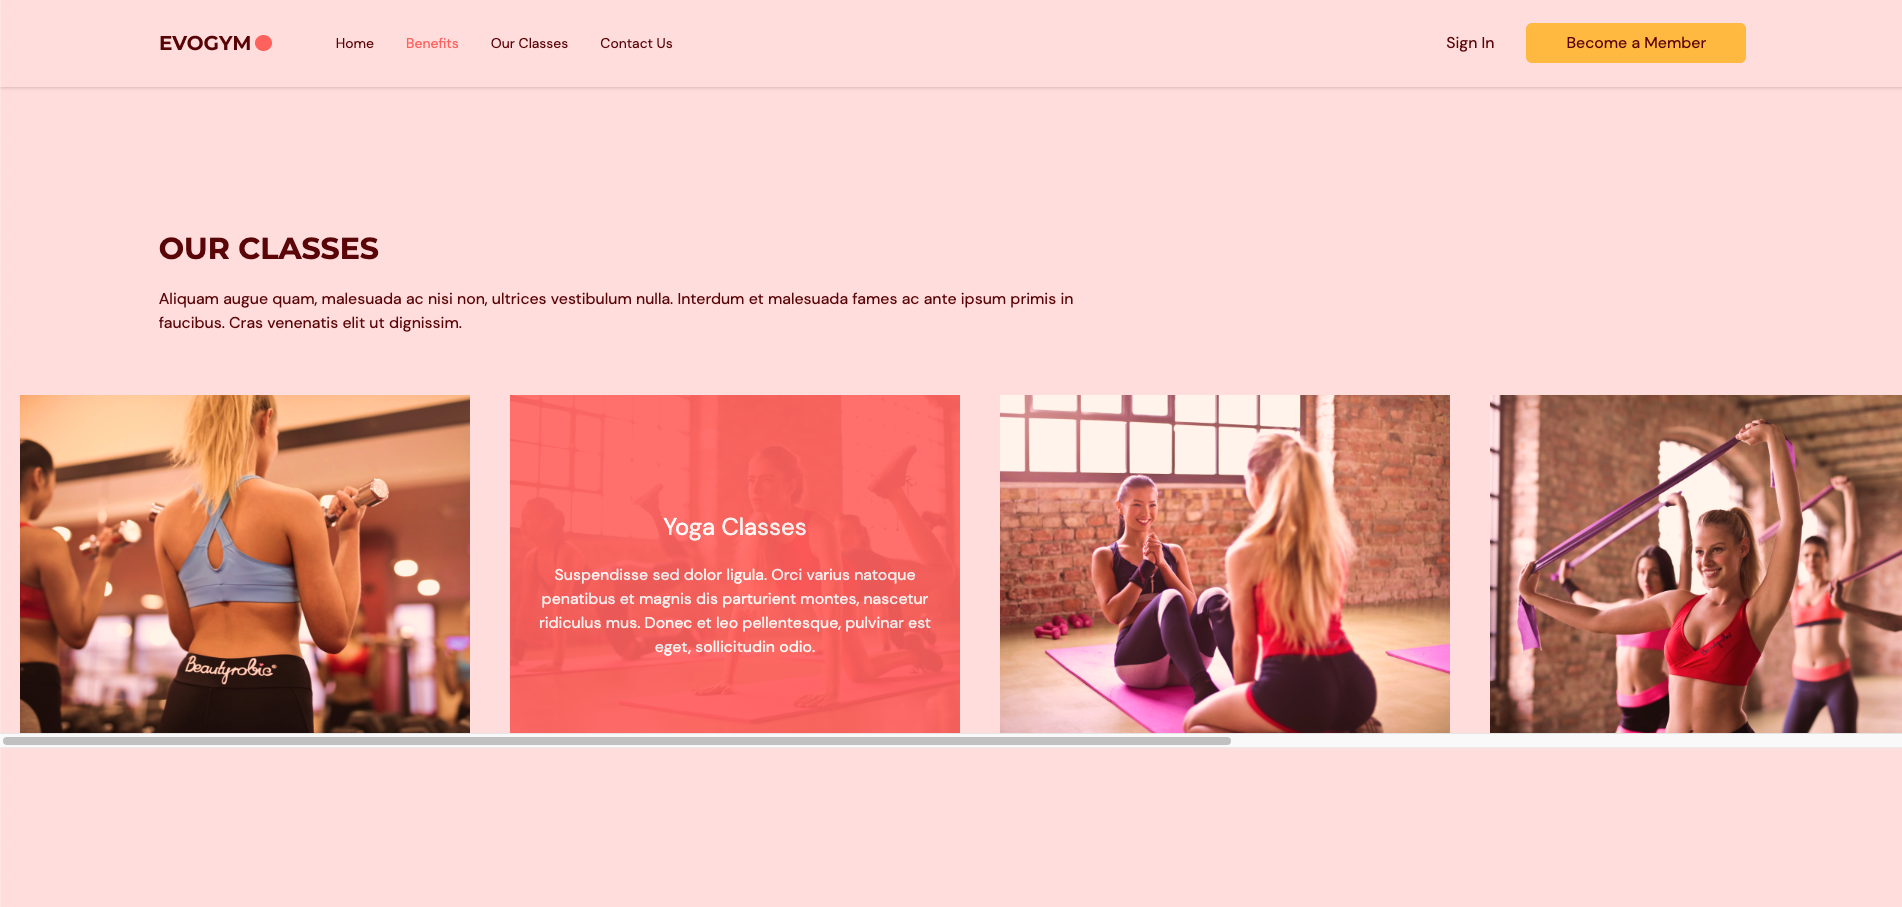 EVOGYM
Home
Benefits
Our Classes
Contact Us
Sign In
Become a Member
OUR CLASSES
Aliquam augue quam, malesuada ac nisi non, ultrices vestibulum nulla. Interdum et malesuada fames ac ante ipsum primis in
faucibus. Cras venenatis elit ut dignissim.
Yoga Classes
Suspendisse sed dolor ligula. Orci varius natoque
penatibus et magnis dis parturient montes, nascetur
ridiculus mus. Donec et leo pellentesque, pulvinar est
eget, sollicitudin odio.
Beautyrobic